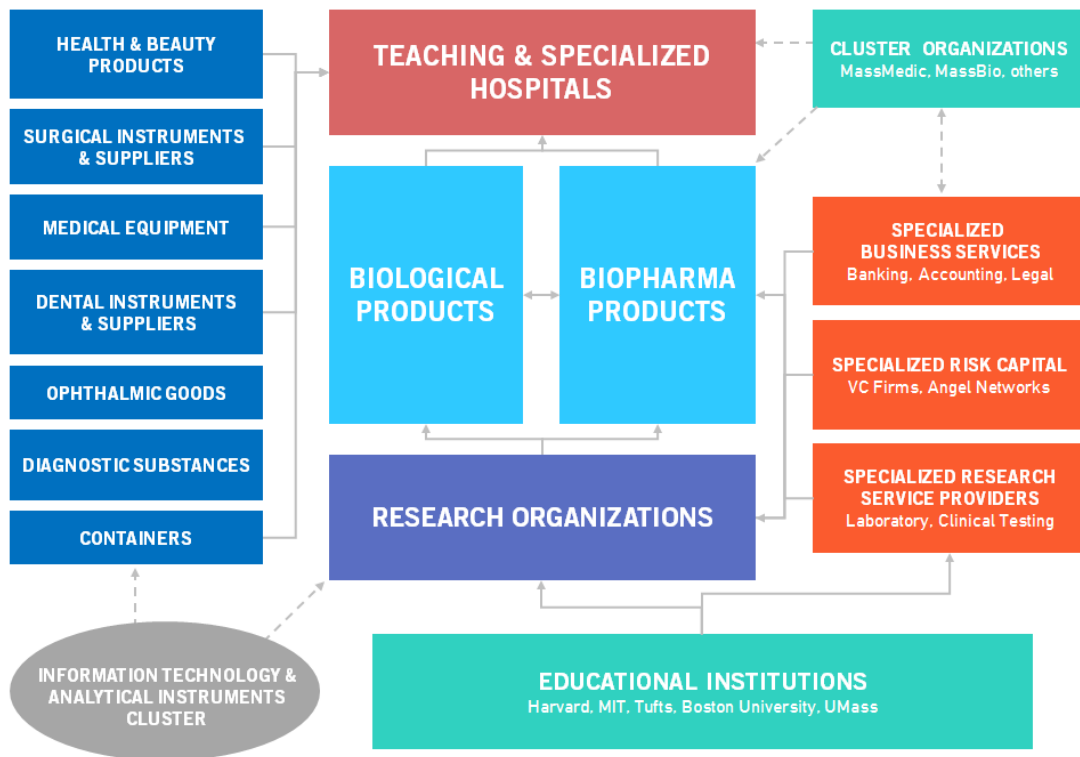 HEALTH & BEAUTY
PRODUCTS
SURGICAL INSTRUMENTS
& SUPPLIERS
MEDICAL EQUIPMENT
DENTAL INSTRUMENTS
& SUPPLIERS
OPHTHALMIC GOODS
DIAGNOSTIC SUBSTANCES
CONTAINERS
INFORMATION TECHNOLOGY &
ANALYTICAL INSTRUMENTS
CLUSTER
TEACHING & SPECIALIZED
HOSPITALS
BIOLOGICAL
PRODUCTS
BIOPHARMA
PRODUCTS
RESEARCH ORGANIZATIONS
EDUCATIONAL INSTITUTIONS
Harvard, MIT, Tufts, Boston University, UMass
CLUSTER ORGANIZATIONS
MassMedic, MassBio, others
SPECIALIZED
BUSINESS SERVICES
Banking, Accounting, Legal
SPECIALIZED RISK CAPITAL
VC Firms, Angel Networks
SPECIALIZED RESEARCH
SERVICE PROVIDERS
Laboratory, Clinical Testing